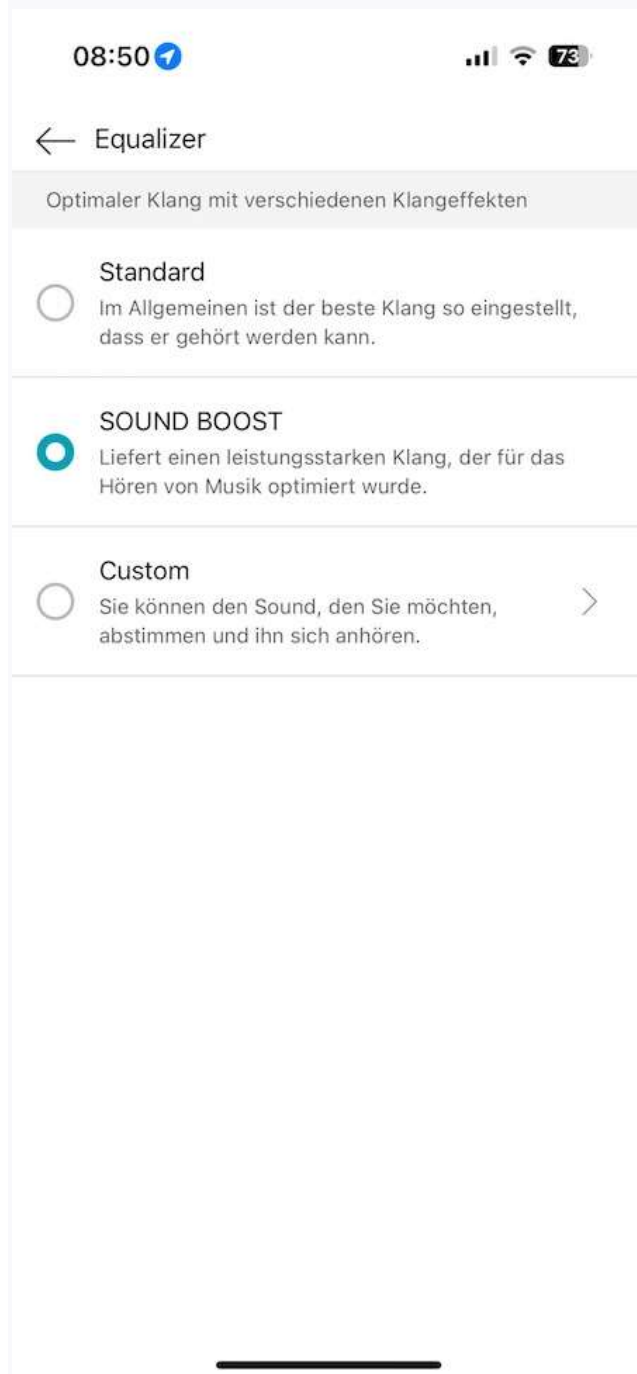 08:50
73
Equalizer
Optimaler Klang mit verschiedenen Klangeffekten
Standard
Im Allgemeinen ist der beste Klang so eingestellt,
dass er gehört werden kann.
SOUND BOOST
Liefert einen leistungsstarken Klang, der für das
Hören von Musik optimiert wurde.
Custom
Sie können den Sound, den Sie möchten,
abstimmen und ihn sich anhören.